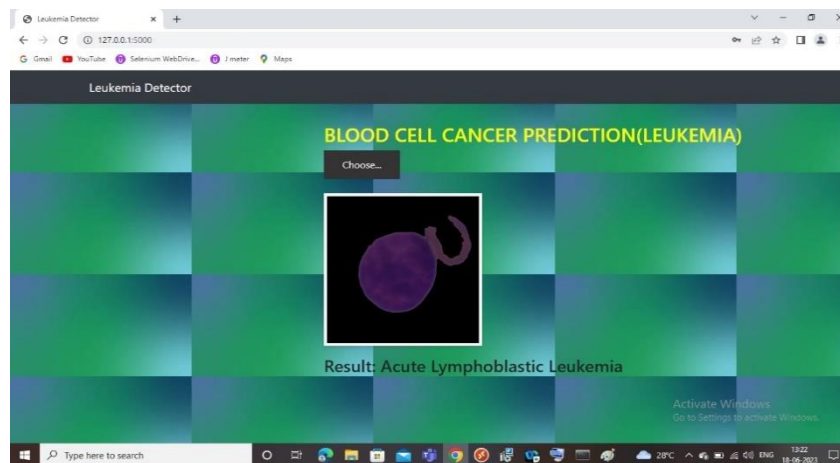 Leukemia Detector
127.0.0.1:5000
Gmail YouTube Selenium WebDrive... J meter Maps
Leukemia Detector
BLOOD CELL CANCER PREDICTION(LEUKEMIA)
Choose...
Result: Acute Lymphoblastic Leukemia
Activate Windows
Go to Settings to activate Windows.
Type here to search
28°C ENG 13:22
18-06-2023